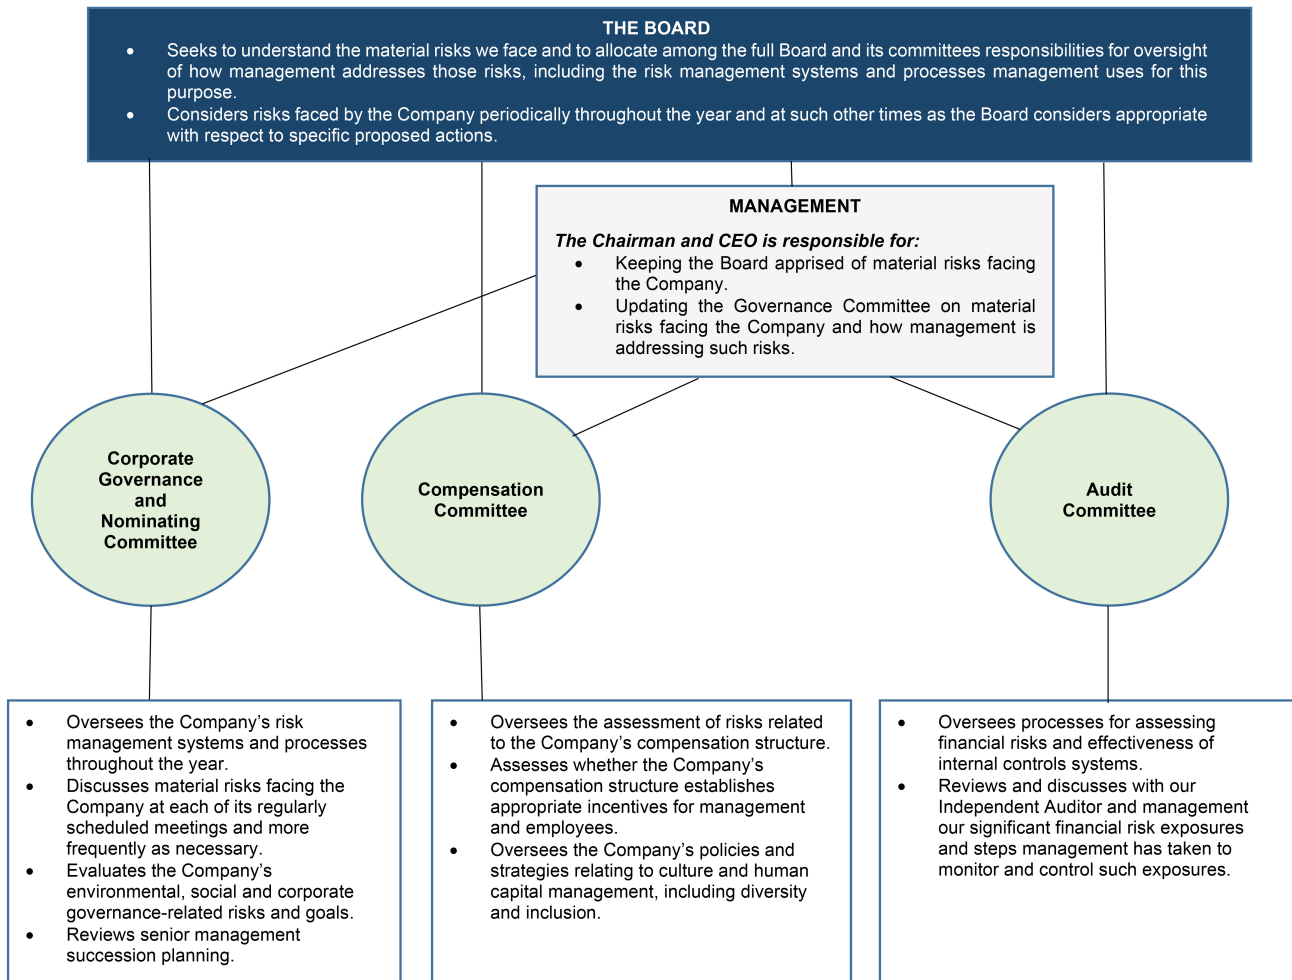 THE BOARD
• Seeks to understand the material risks we face and to allocate among the full Board and its committees responsibilities for oversight
of how management addresses those risks, including the risk management systems and processes management uses for this
purpose.
• Considers risks faced by the Company periodically throughout the year and at such other times as the Board considers appropriate
with respect to specific proposed actions.
MANAGEMENT
The Chairman and CEO is responsible for:
• Keeping the Board apprised of material risks facing
the Company.
• Updating the Governance Committee on material
risks facing the Company and how management is
addressing such risks.
Corporate
Governance
and
Nominating
Committee
Compensation
Committee
Audit
Committee
• Oversees the Company’s risk
management systems and processes
throughout the year.
• Discusses material risks facing the
Company at each of its regularly
scheduled meetings and more
frequently as necessary.
• Evaluates the Company’s
environmental, social and corporate
governance-related risks and goals.
• Reviews senior management
succession planning.
• Oversees the assessment of risks related
to the Company’s compensation structure.
• Assesses whether the Company’s
compensation structure establishes
appropriate incentives for management
and employees.
• Oversees the Company’s policies and
strategies relating to culture and human
capital management, including diversity
and inclusion.
• Oversees processes for assessing
financial risks and effectiveness of
internal controls systems.
• Reviews and discusses with our
Independent Auditor and management
our significant financial risk exposures
and steps management has taken to
monitor and control such exposures.